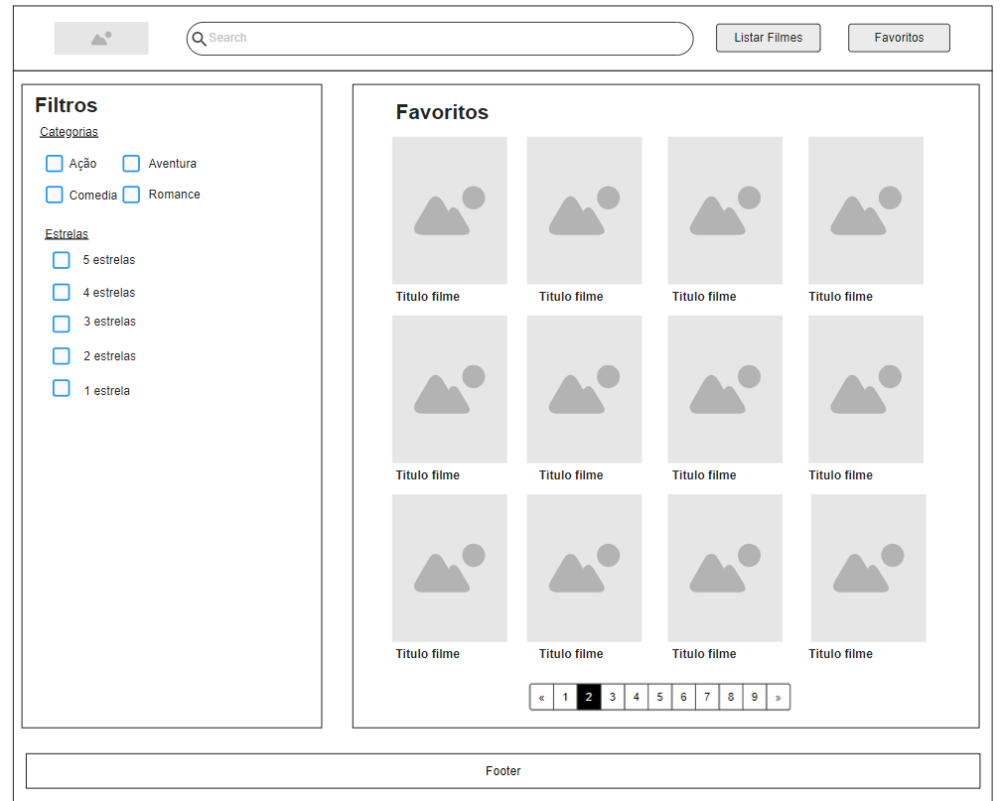 Search
Listar Filmes
Favoritos
Filtros
Categorias
Ação
Aventura
Comedia
Romance
Estrelas
5 estrelas
4 estrelas
3 estrelas
2 estrelas
1 estrela
Favoritos
Titulo filme Titulo filme Titulo filme Titulo filme
Titulo filme Titulo filme Titulo filme Titulo filme
Titulo filme Titulo filme Titulo filme Titulo filme
« 1 2 3 4 5 6 7 8 9 »
Footer